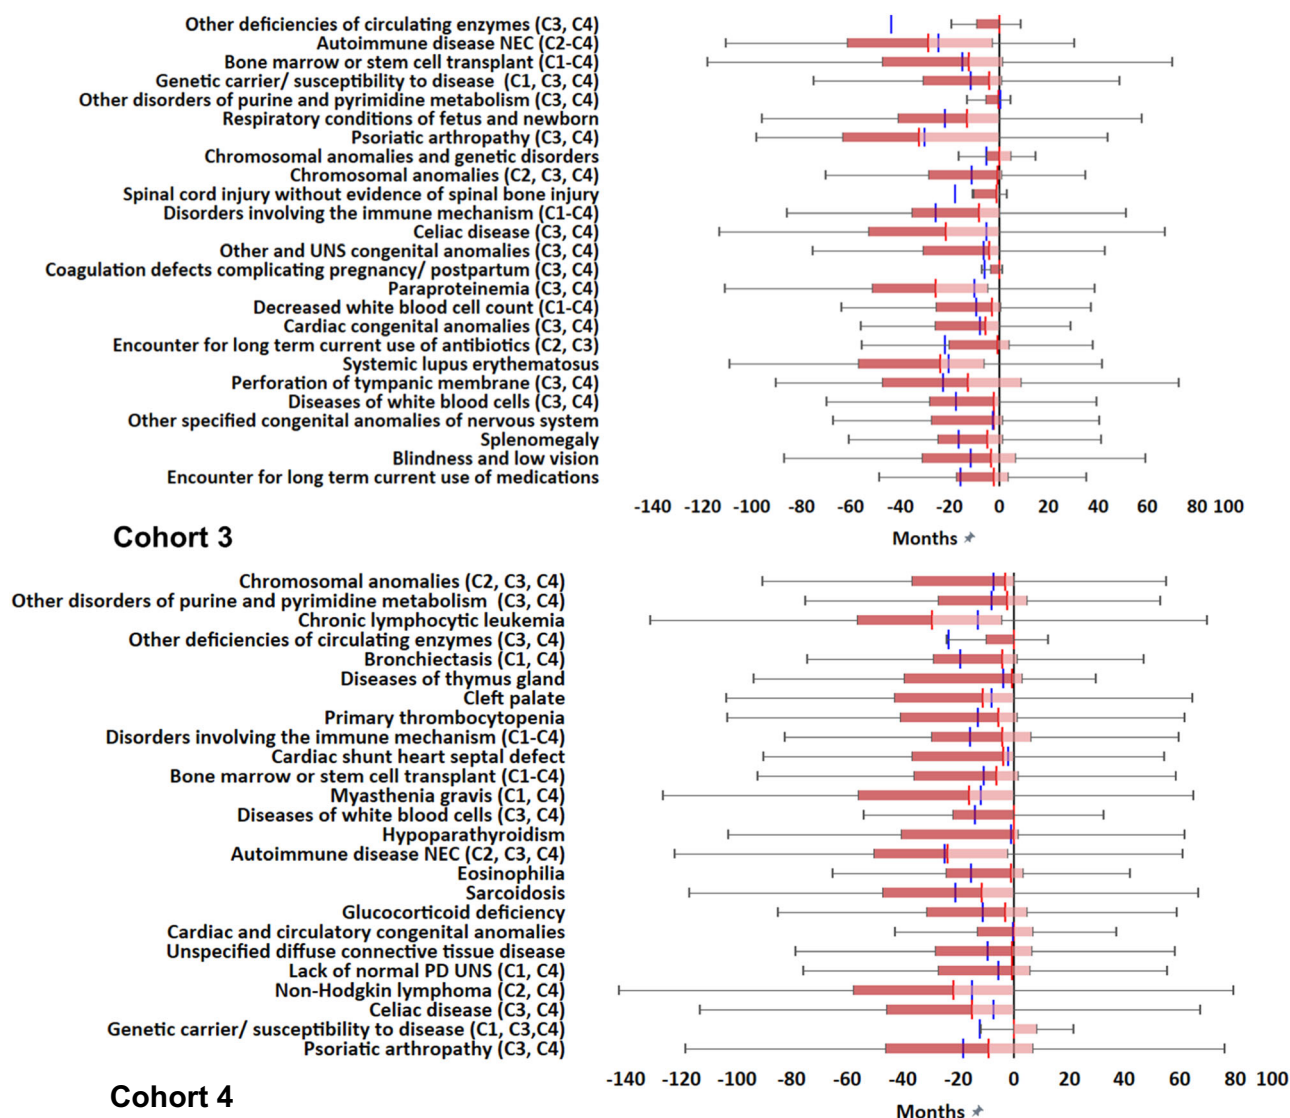 Other deficiencies of circulating enzymes (C3, C4)
Autoimmune disease NEC (C2-C4)
Bone marrow or stem cell transplant (C1-C4)
Genetic carrier/ susceptibility to disease (C1, C3, C4)
Other disorders of purine and pyrimidine metabolism (C3, C4)
Respiratory conditions of fetus and newborn
Psoriatic arthropathy (C3, C4)
Chromosomal anomalies and genetic disorders
Chromosomal anomalies (C2, C3, C4)
Spinal cord injury without evidence of spinal bone injury
Disorders involving the immune mechanism (C1-C4)
Celiac disease (C3, C4)
Other and UNS congenital anomalies (C3, C4)
Coagulation defects complicating pregnancy/ postpartum (C3, C4)
Paraproteinemia (C3, C4)
Decreased white blood cell count (C1-C4)
Cardiac congenital anomalies (C3, C4)
Encounter for long term current use of antibiotics (C2, C3)
Systemic lupus erythematosus
Perforation of tympanic membrane (C3, C4)
Diseases of white blood cells (C3, C4)
Other specified congenital anomalies of nervous system
Splenomegaly
Blindness and low vision
Encounter for long term current use of medications
-140 -120 -100 -80 -60 -40 -20 0 20 40 60 80 100
Cohort 3
Months
Chromosomal anomalies (C2, C3, C4)
Other disorders of purine and pyrimidine metabolism (C3, C4)
Chronic lymphocytic leukemia
Other deficiencies of circulating enzymes (C3, C4)
Bronchiectasis (C1, C4)
Diseases of thymus gland
Cleft palate
Primary thrombocytopenia
Disorders involving the immune mechanism (C1-C4)
Cardiac shunt heart septal defect
Bone marrow or stem cell transplant (C1-C4)
Myasthenia gravis (C1, C4)
Diseases of white blood cells (C3, C4)
Hypoparathyroidism
Autoimmune disease NEC (C2, C3, C4)
Eosinophilia
Sarcoidosis
Glucocorticoid deficiency
Cardiac and circulatory congenital anomalies
Unspecified diffuse connective tissue disease
Lack of normal PD UNS (C1, C4)
Non-Hodgkin lymphoma (C2, C4)
Celiac disease (C3, C4)
Genetic carrier/ susceptibility to disease (C1, C3,C4)
Psoriatic arthropathy (C3, C4)
-140 -120 -100 -80 -60 -40 -20 0 20 40 60 80 100
Cohort 4
Months